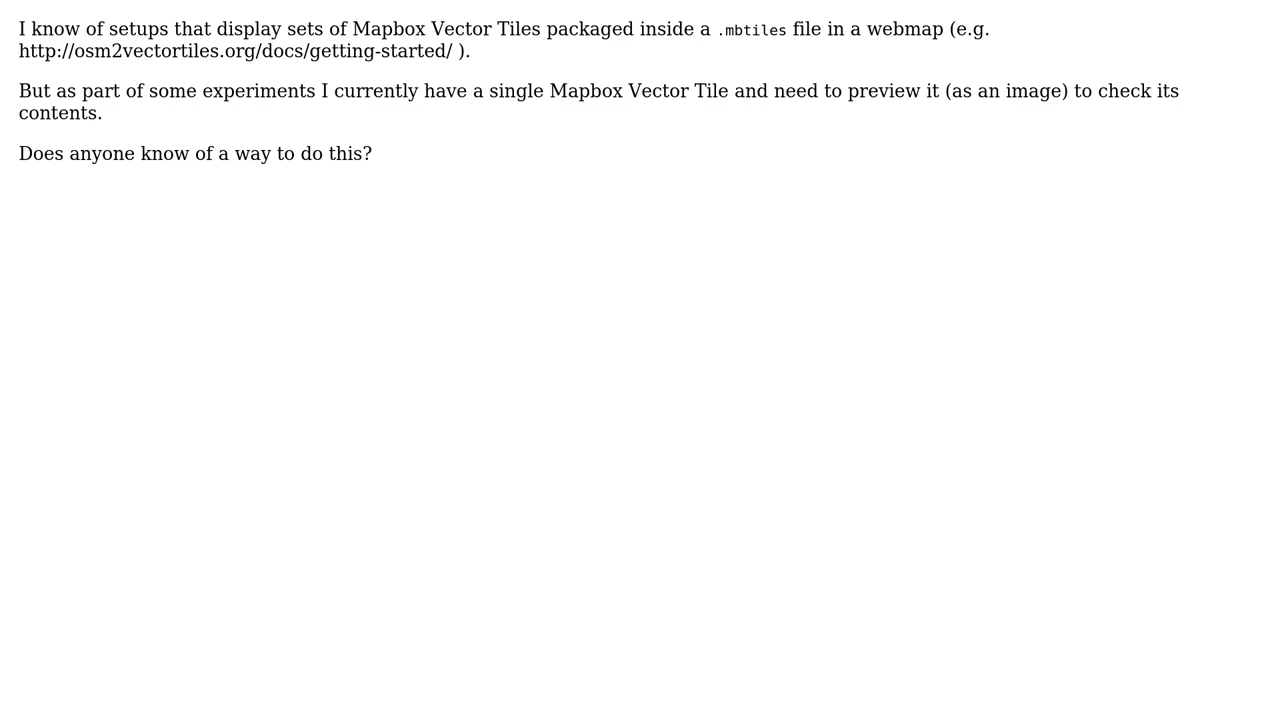 I know of setups that display sets of Mapbox Vector Tiles packaged inside a .mbtiles file in a webmap (e.g.
http://osm2vectortiles.org/docs/getting-started/ ).
But as part of some experiments I currently have a single Mapbox Vector Tile and need to preview it (as an image) to check its
contents.
Does anyone know of a way to do this?